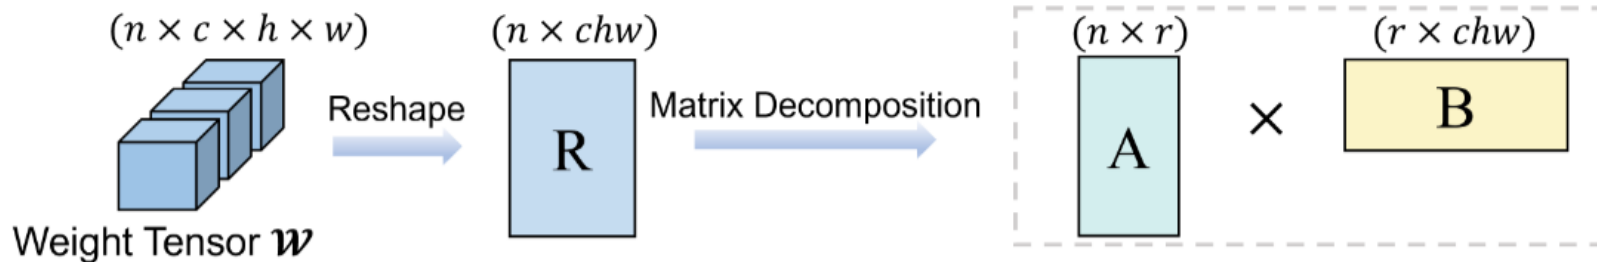 (n × c × h × w)
(n × chw)
(n × r)
(r × chw)
Reshape
Matrix Decomposition
R
A
×
B
Weight Tensor 𝓦